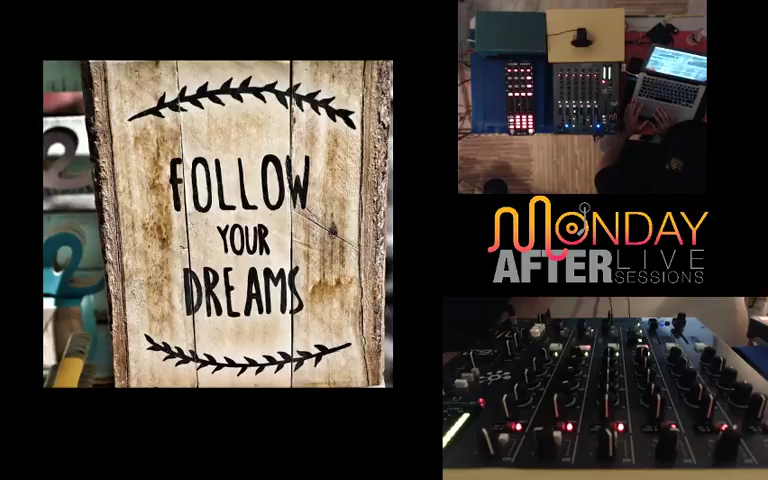 FOLLOW
YOUR
DREAMS
MONDAY
AFTER LIVE
SESSIONS